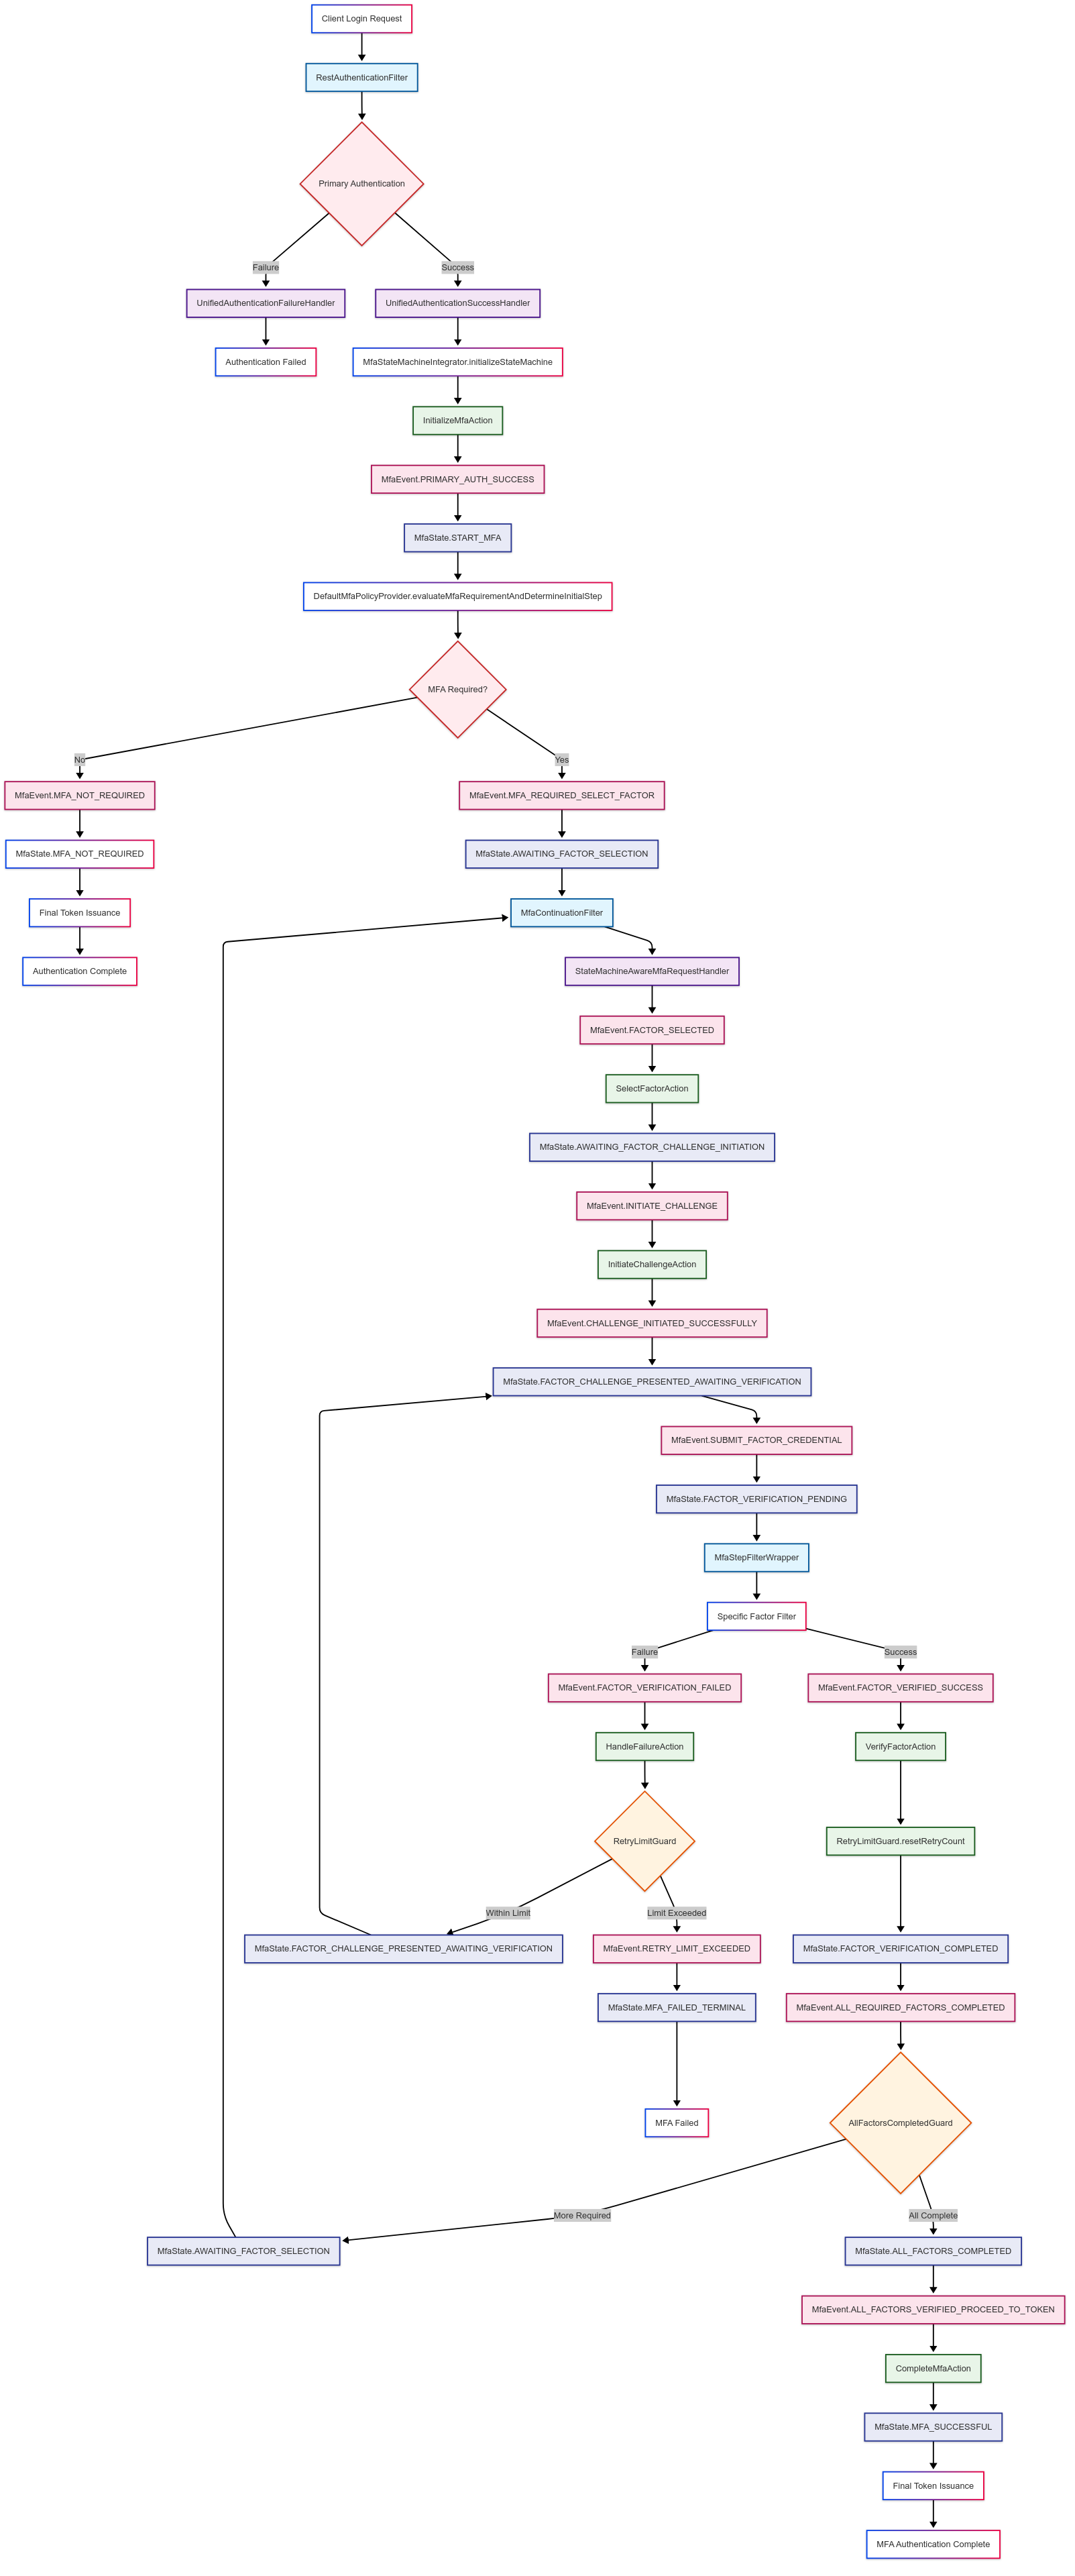 Client Login Request
RestAuthenticationFilter
Primary Authentication
Failure
Success
UnifiedAuthenticationFailureHandler
UnifiedAuthenticationSuccessHandler
Authentication Failed
MfaStateMachineIntegrator.initializeStateMachine
InitializeMfaAction
MfaEvent.PRIMARY_AUTH_SUCCESS
MfaState.START_MFA
DefaultMfaPolicyProvider.evaluateMfaRequirementAndDetermineInitialStep
MFA Required?
No
Yes
MfaEvent.MFA_NOT_REQUIRED
MfaEvent.MFA_REQUIRED_SELECT_FACTOR
MfaState.MFA_NOT_REQUIRED
MfaState.AWAITING_FACTOR_SELECTION
Final Token Issuance
MfaContinuationFilter
Authentication Complete
StateMachineAwareMfaRequestHandler
MfaEvent.FACTOR_SELECTED
SelectFactorAction
MfaState.AWAITING_FACTOR_CHALLENGE_INITIATION
MfaEvent.INITIATE_CHALLENGE
InitiateChallengeAction
MfaEvent.CHALLENGE_INITIATED_SUCCESSFULLY
MfaState.FACTOR_CHALLENGE_PRESENTED_AWAITING_VERIFICATION
MfaEvent.SUBMIT_FACTOR_CREDENTIAL
MfaState.FACTOR_VERIFICATION_PENDING
MfaStepFilterWrapper
Specific Factor Filter
Failure
Success
MfaEvent.FACTOR_VERIFICATION_FAILED
MfaEvent.FACTOR_VERIFIED_SUCCESS
HandleFailureAction
VerifyFactorAction
RetryLimitGuard
RetryLimitGuard.resetRetryCount
Within Limit
Limit Exceeded
MfaState.FACTOR_CHALLENGE_PRESENTED_AWAITING_VERIFICATION
MfaEvent.RETRY_LIMIT_EXCEEDED
MfaState.FACTOR_VERIFICATION_COMPLETED
MfaState.MFA_FAILED_TERMINAL
MfaEvent.ALL_REQUIRED_FACTORS_COMPLETED
MFA Failed
AllFactorsCompletedGuard
More Required
All Complete
MfaState.AWAITING_FACTOR_SELECTION
MfaState.ALL_FACTORS_COMPLETED
MfaEvent.ALL_FACTORS_VERIFIED_PROCEED_TO_TOKEN
CompleteMfaAction
MfaState.MFA_SUCCESSFUL
Final Token Issuance
MFA Authentication Complete